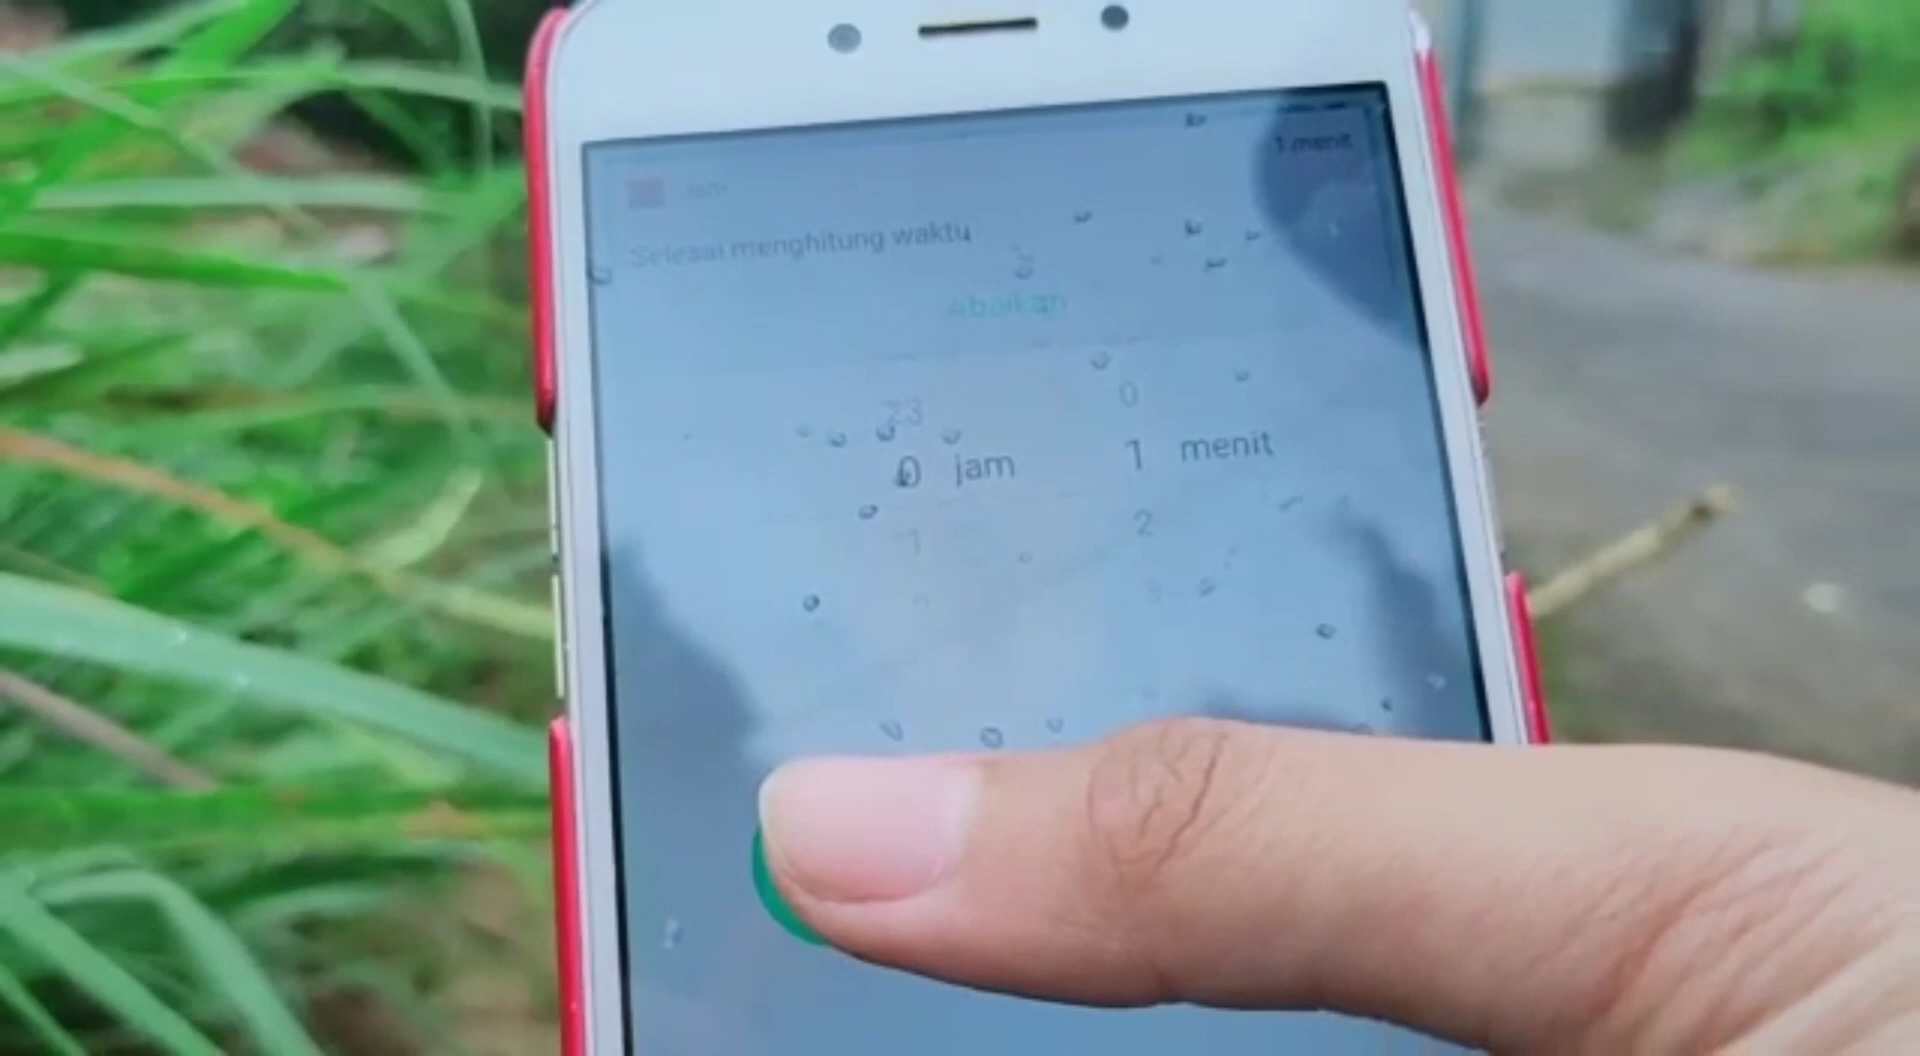 1 menit
Selesai menghitung waktu
Abaikan
23 0
0 jam 1 menit
1 2